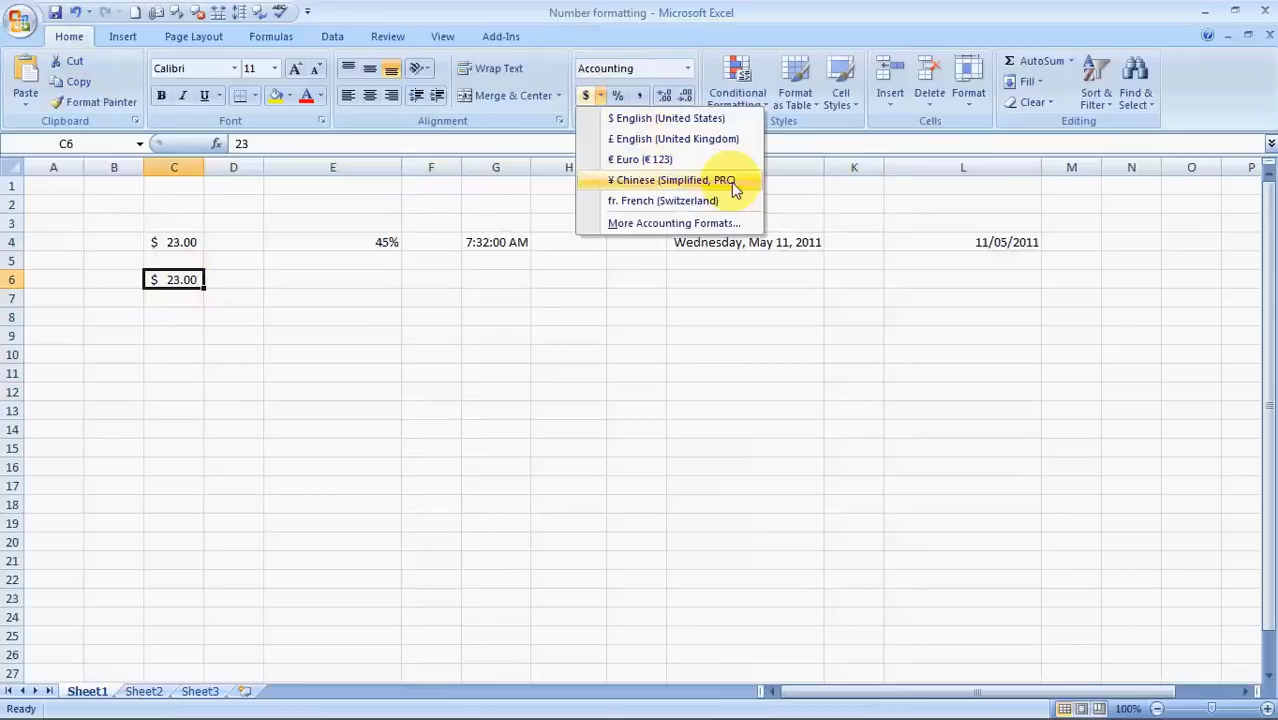 Number formatting - Microsoft Excel
Home Insert Page Layout Formulas Data Review View Add-Ins
Paste Cut Copy Format Painter
Clipboard
Calibri 11
B I U A
Font
Wrap Text
Merge & Center
Alignment
Accounting
$ % ,
Conditional Formatting
Format as Table
Cell Styles
Styles
Insert Delete Format
Cells
Σ AutoSum
Fill
Clear
Sort & Filter
Find & Select
Editing
C6 fx 23
$ English (United States)
£ English (United Kingdom)
€ Euro (€ 123)
¥ Chinese (Simplified, PRC)
fr. French (Switzerland)
More Accounting Formats...
A B C D E F G H K L M N O P
1
2
3
4 $ 23.00 45% 7:32:00 AM Wednesday, May 11, 2011 11/05/2011
5
6 $ 23.00
7
8
9
10
11
12
13
14
15
16
17
18
19
20
21
22
23
24
25
26
27
Sheet1 Sheet2 Sheet3
Ready 100%